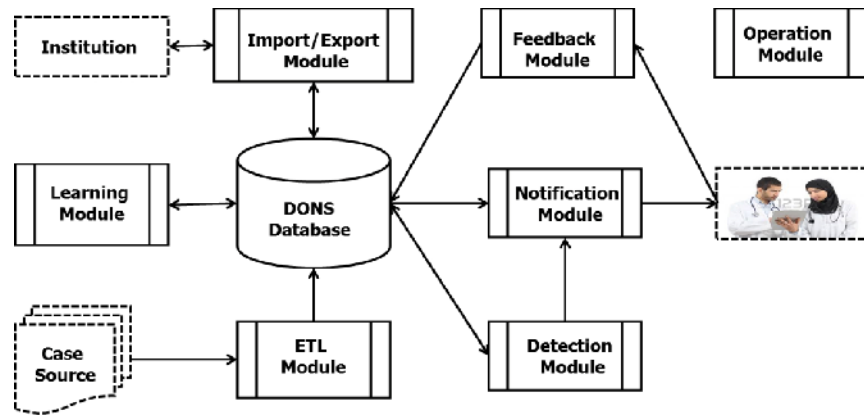 Institution
Import/Export
Module
Feedback
Module
Operation
Module
Learning
Module
DONS
Database
Notification
Module
Case
Source
ETL
Module
Detection
Module